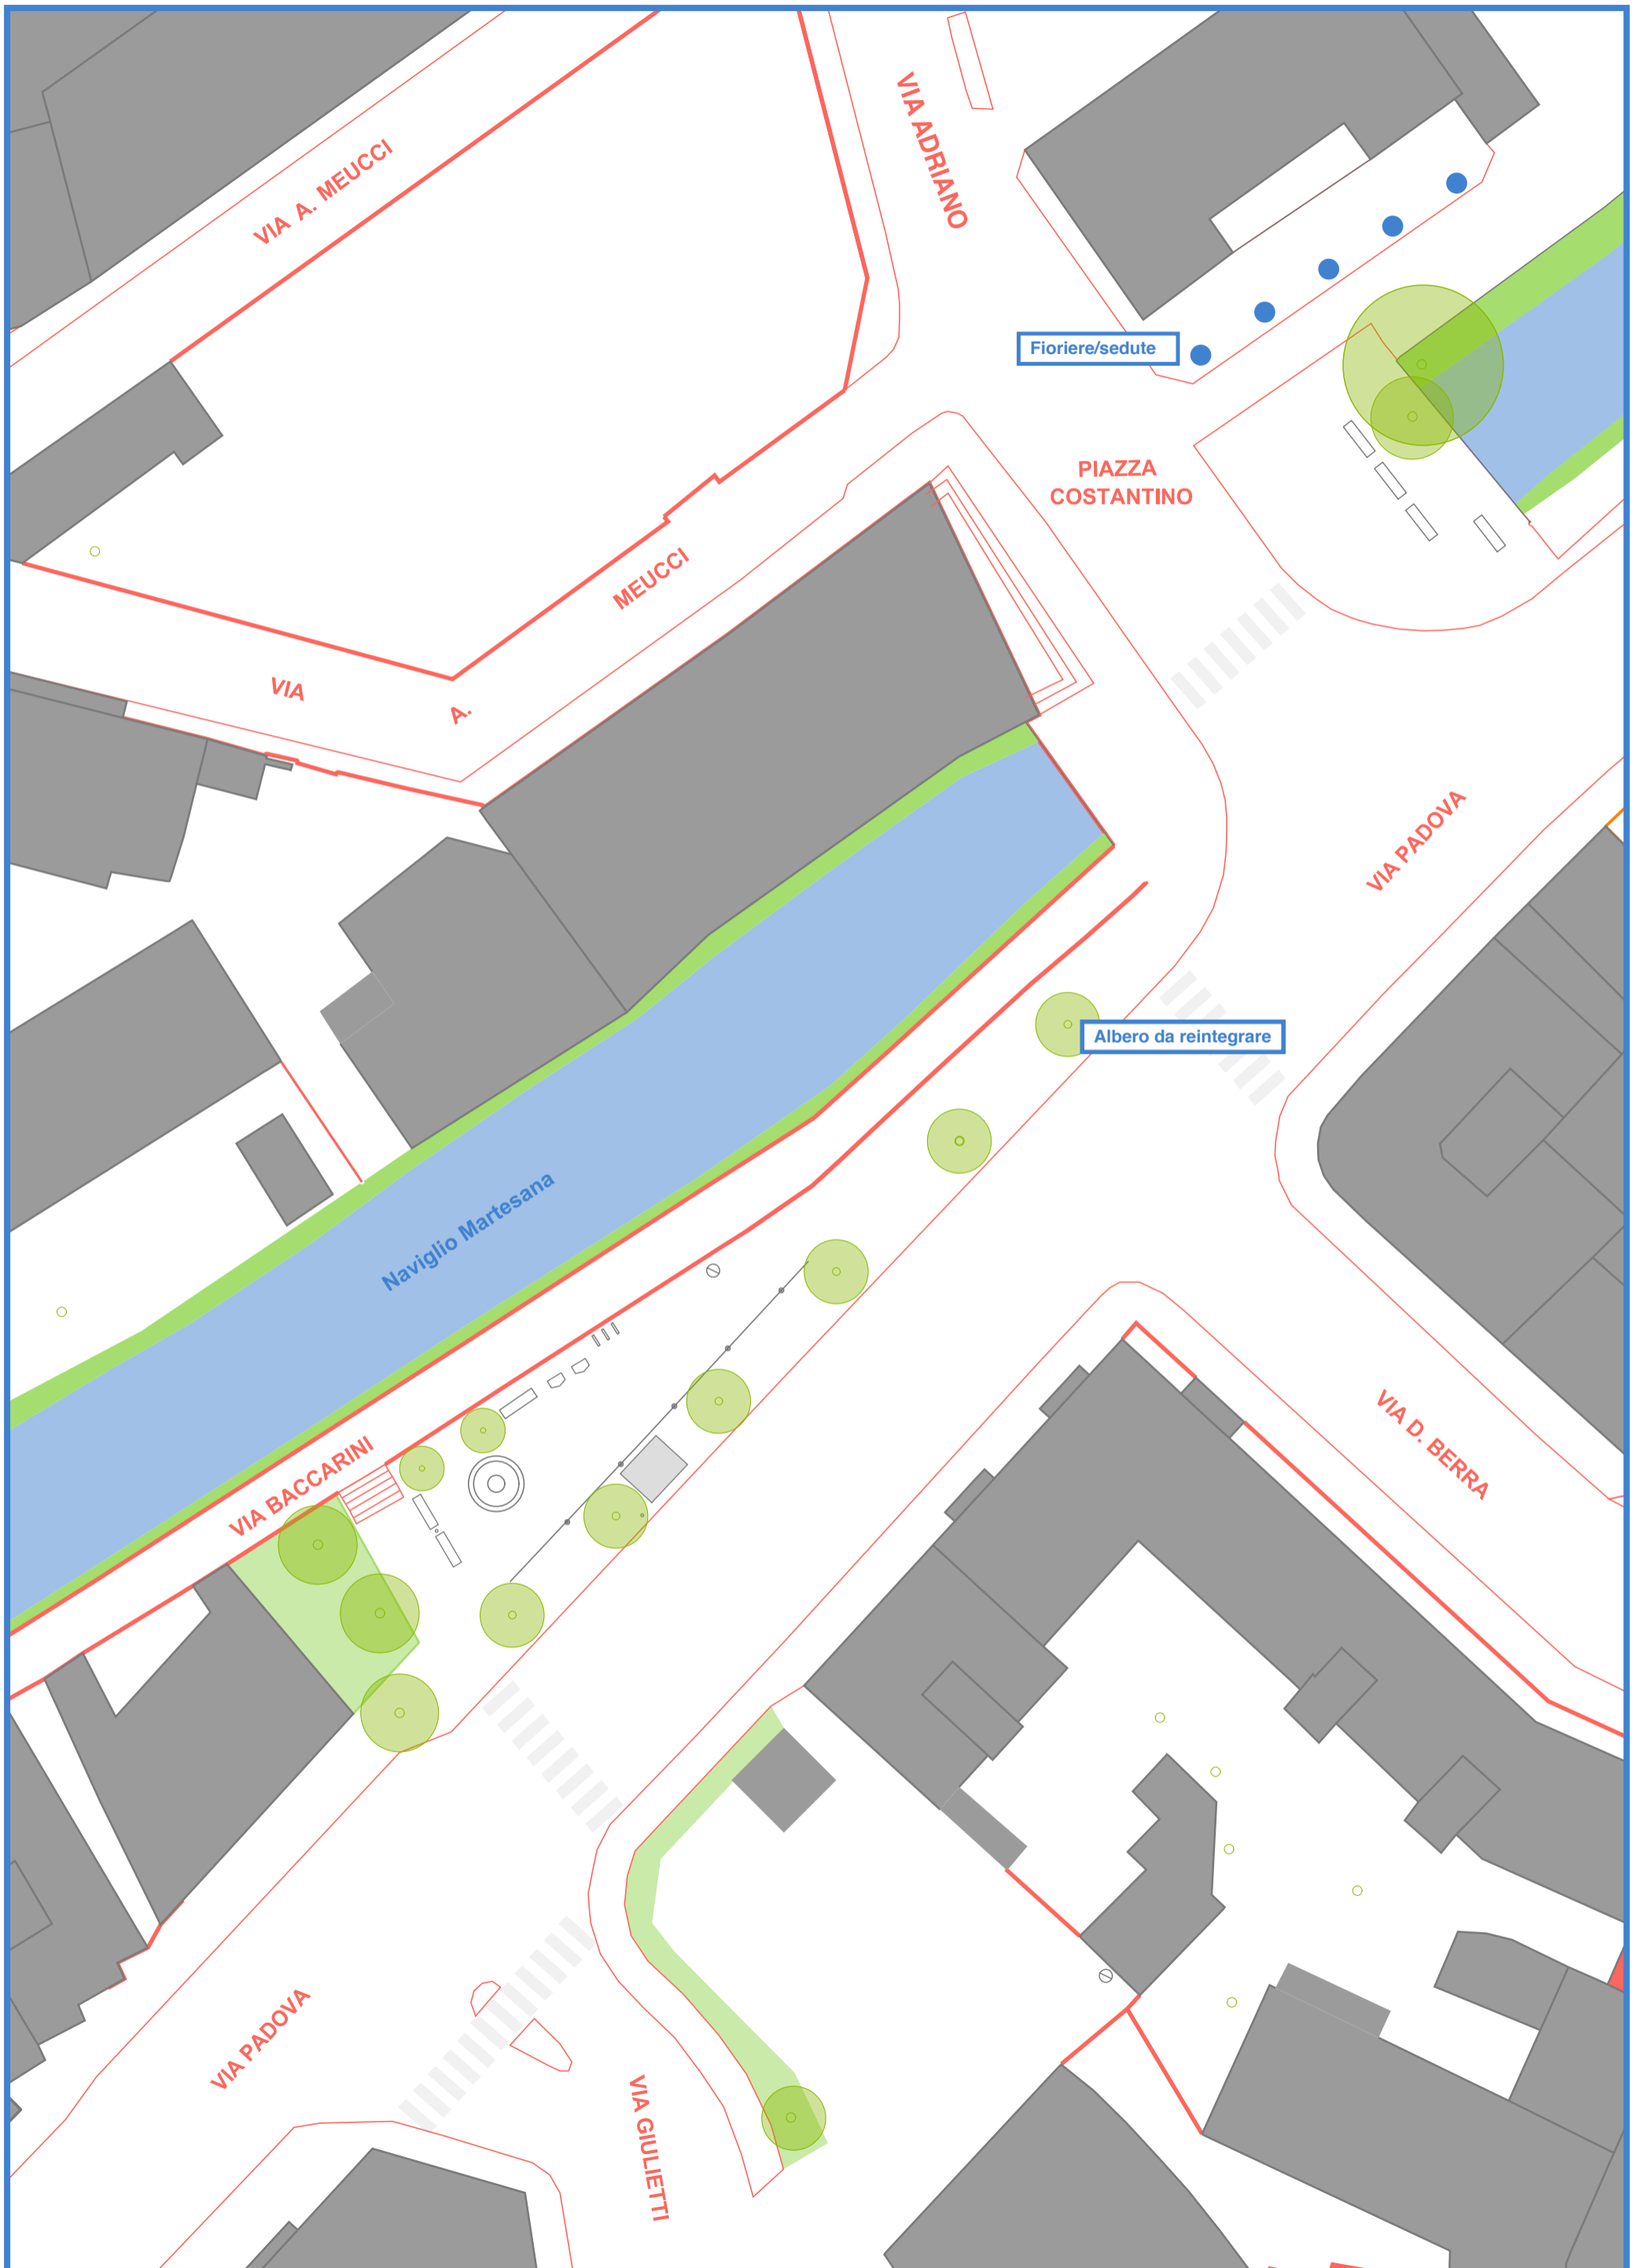 VIA ADRIANO
VIA A. MEUCCI
Fioriere/sedute
PIAZZA
COSTANTINO
MEUCCI
VIA
A.
VIA PADOVA
Albero da reintegrare
Naviglio Martesana
VIA D. BERRA
VIA BACCARINI
VIA PADOVA
VIA GIULIETTI